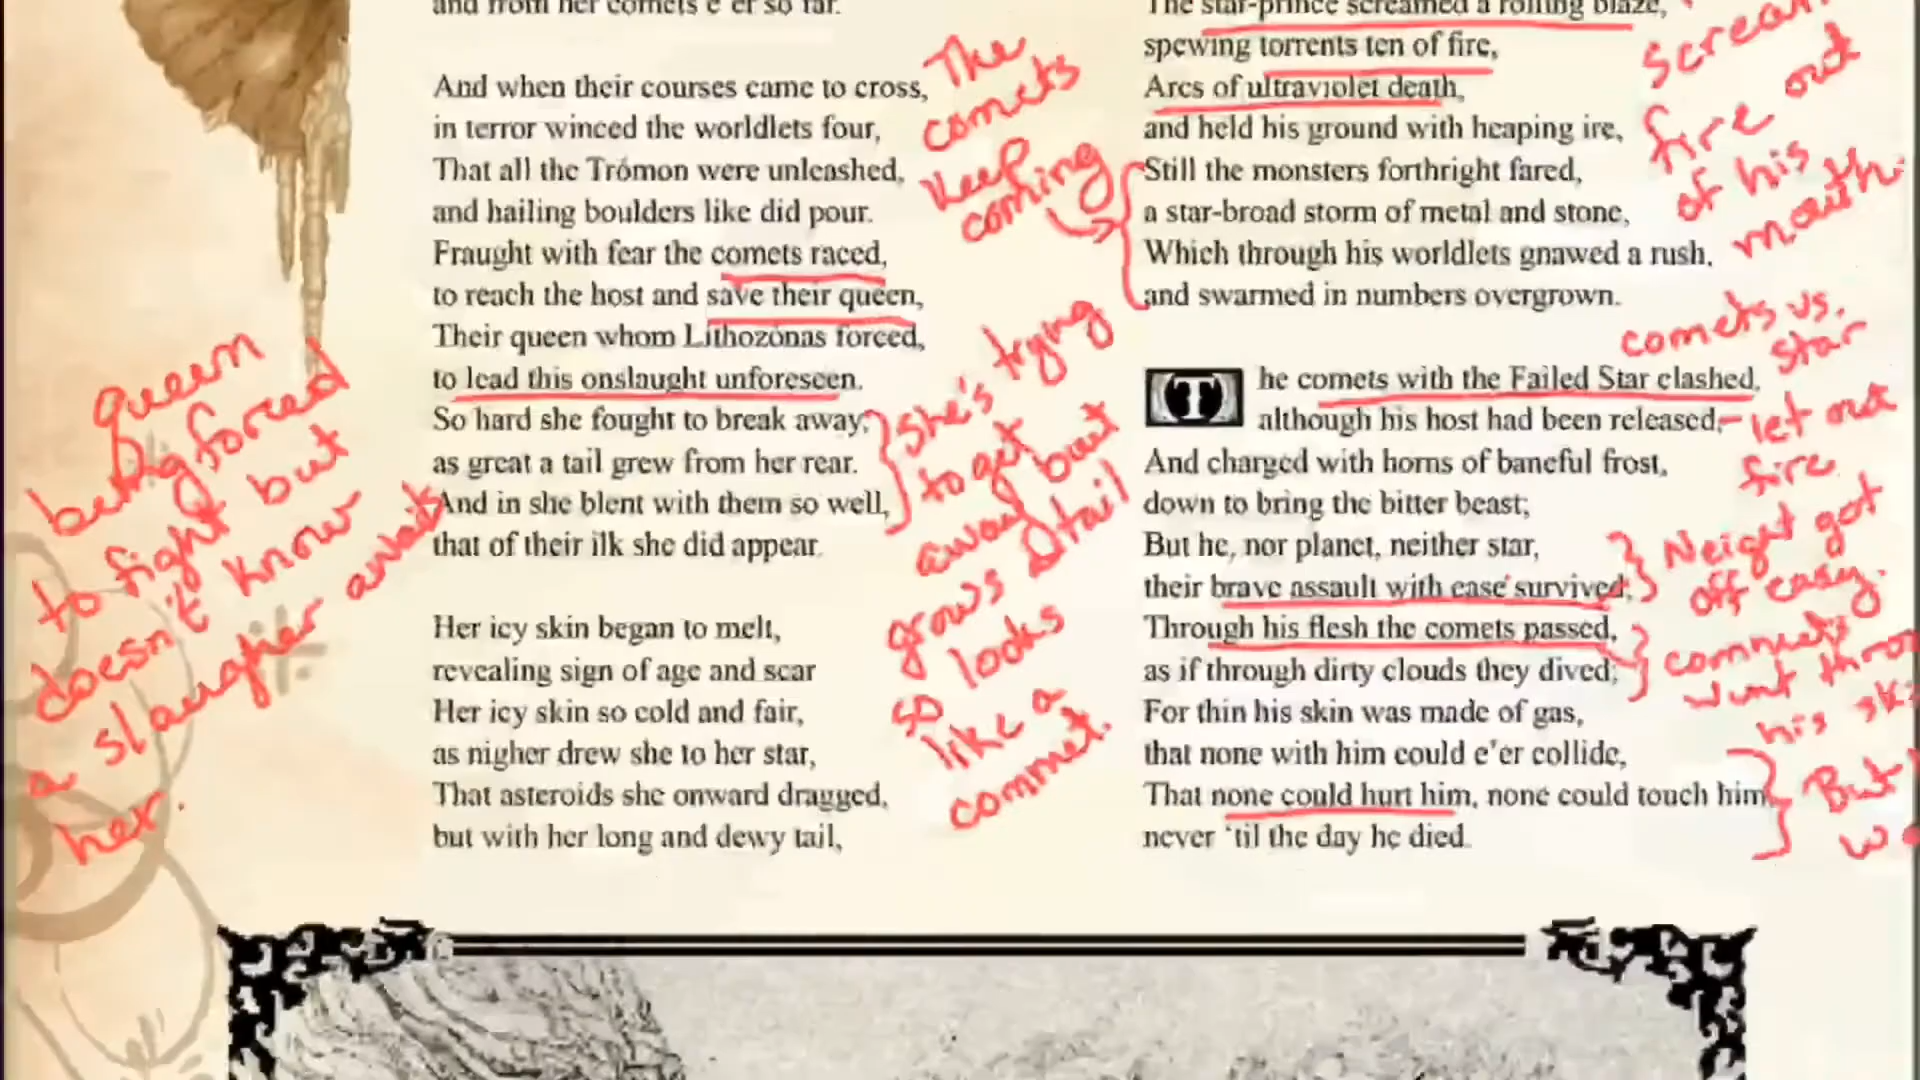 and from her comets e'er so far.
And when their courses came to cross,
in terror winced the worldlets four,
That all the Trómon were unleashed,
and hailing boulders like did pour.
Fraught with fear the comets raced,
to reach the host and save their queen,
Their queen whom Lithozónas forced,
to lead this onslaught unforeseen.
So hard she fought to break away,
as great a tail grew from her rear.
And in she blent with them so well,
that of their ilk she did appear.
Her icy skin began to melt,
revealing sign of age and scar
Her icy skin so cold and fair,
as nigher drew she to her star,
That asteroids she onward dragged,
but with her long and dewy tail,
queen
being forced
to fight but
doesn't know
a slaughter awaits
her.
The
comets
keep
coming
she's trying
to get
away but
grows a tail
so looks
like a
commet.
The star-prince screamed a roiling blaze,
spewing torrents ten of fire,
Arcs of ultraviolet death,
and held his ground with heaping ire,
Still the monsters forthright fared,
a star-broad storm of metal and stone,
Which through his worldlets gnawed a rush,
and swarmed in numbers overgrown.
The comets with the Failed Star clashed,
although his host had been released,
And charged with horns of baneful frost,
down to bring the bitter beast;
But he, nor planet, neither star,
their brave assault with ease survived,
Through his flesh the comets passed,
as if through dirty clouds they dived;
For thin his skin was made of gas,
that none with him could e'er collide,
That none could hurt him, none could touch him
never 'til the day he died.
fire out
of his
mouth.
comets vs.
star
let out
fire
got
off easy.
his
But